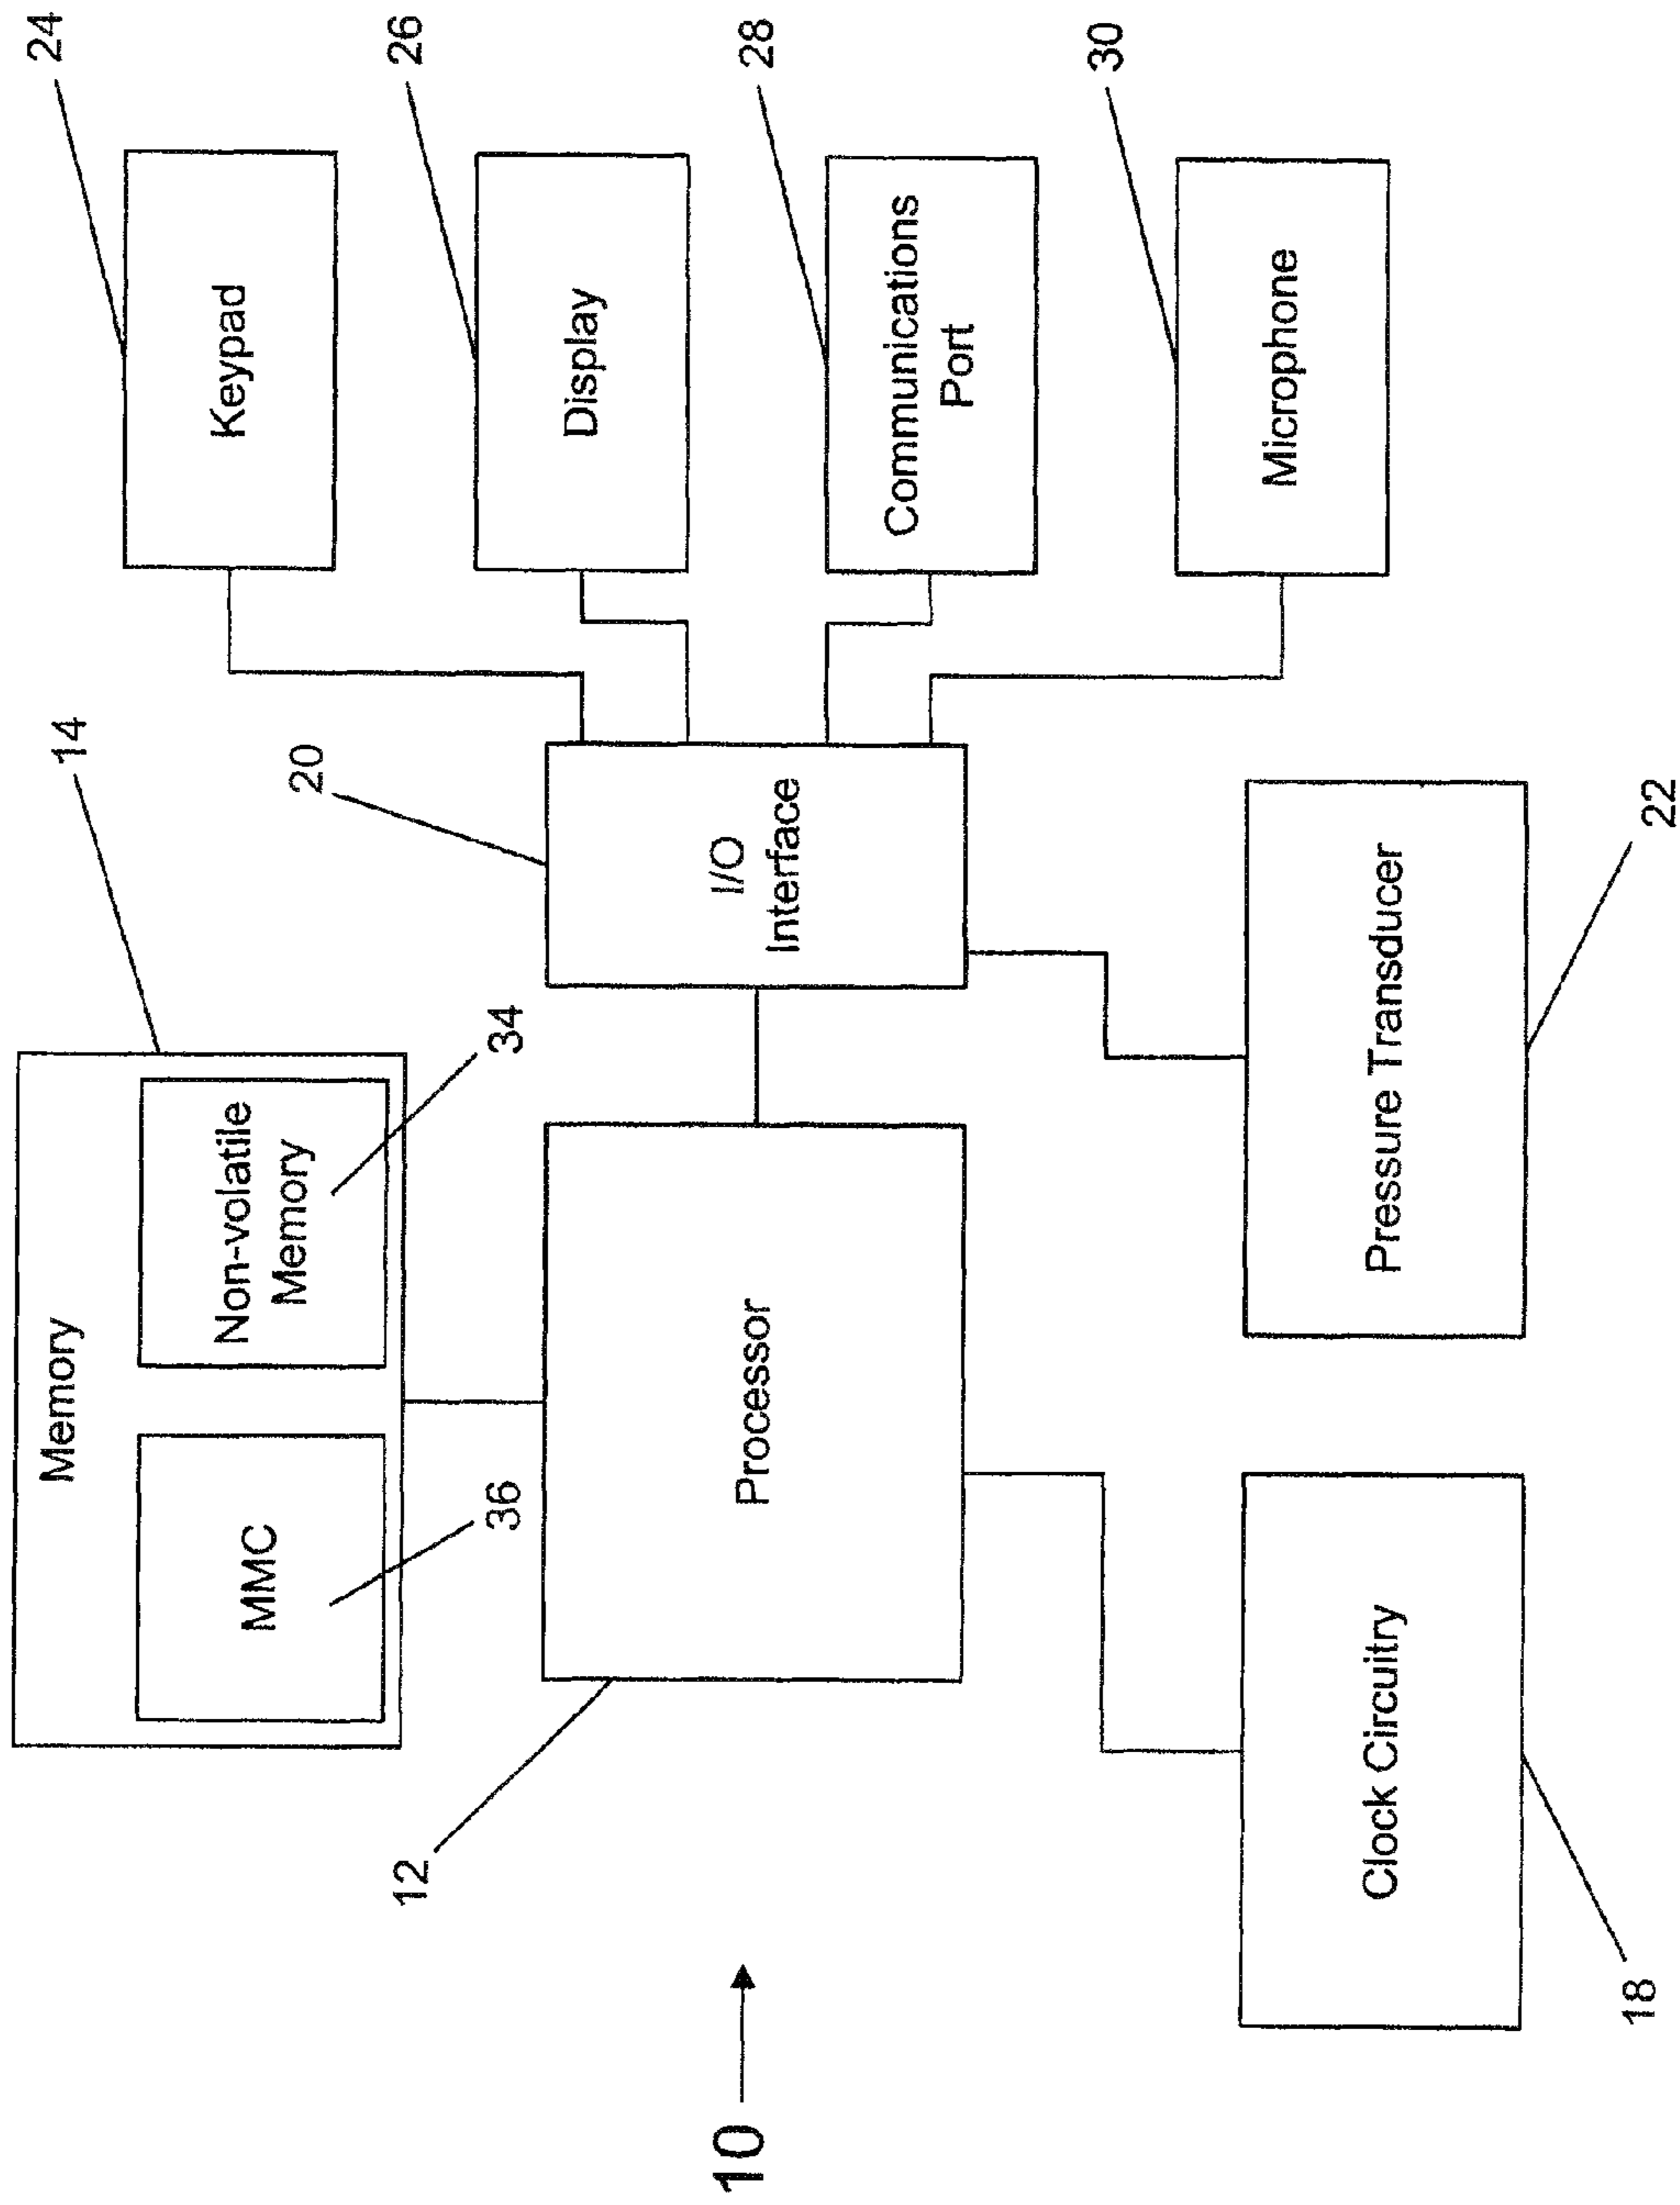 24
Keypad
26
Display
28
Communications
Port
30
Microphone
14
Memory
Non-volatile
Memory
34
MMC
36
20
I/O
Interface
12
Processor
Pressure Transducer
22
Clock Circuitry
18
10